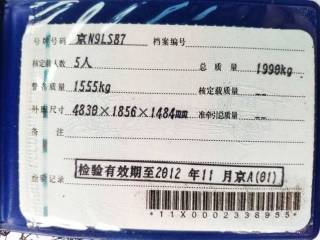 号牌号码 京N9LS87 档案编号
核定载人数 5人 总质量 1990kg
整备质量 1555kg 核定载质量 --
外廓尺寸 4830×1856×1484mm 准牵引总质量 --
备注
检验记录 检验有效期至2012年11月京A(01)
*11X0002338955*